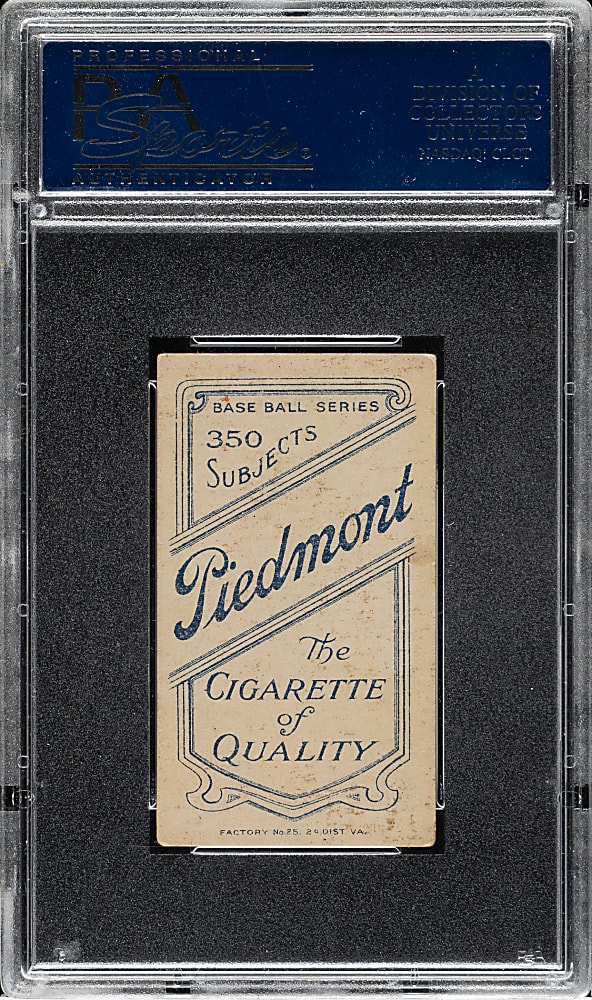 PROFESSIONAL
PSA
Sports
AUTHENTICATOR
A
DIVISION OF
COLLECTORS
UNIVERSE
NASDAQ: CLCT
BASE BALL SERIES
350
SUBJECTS
Piedmont
The
CIGARETTE
of
QUALITY
FACTORY No 25. 2nd DIST. VA.